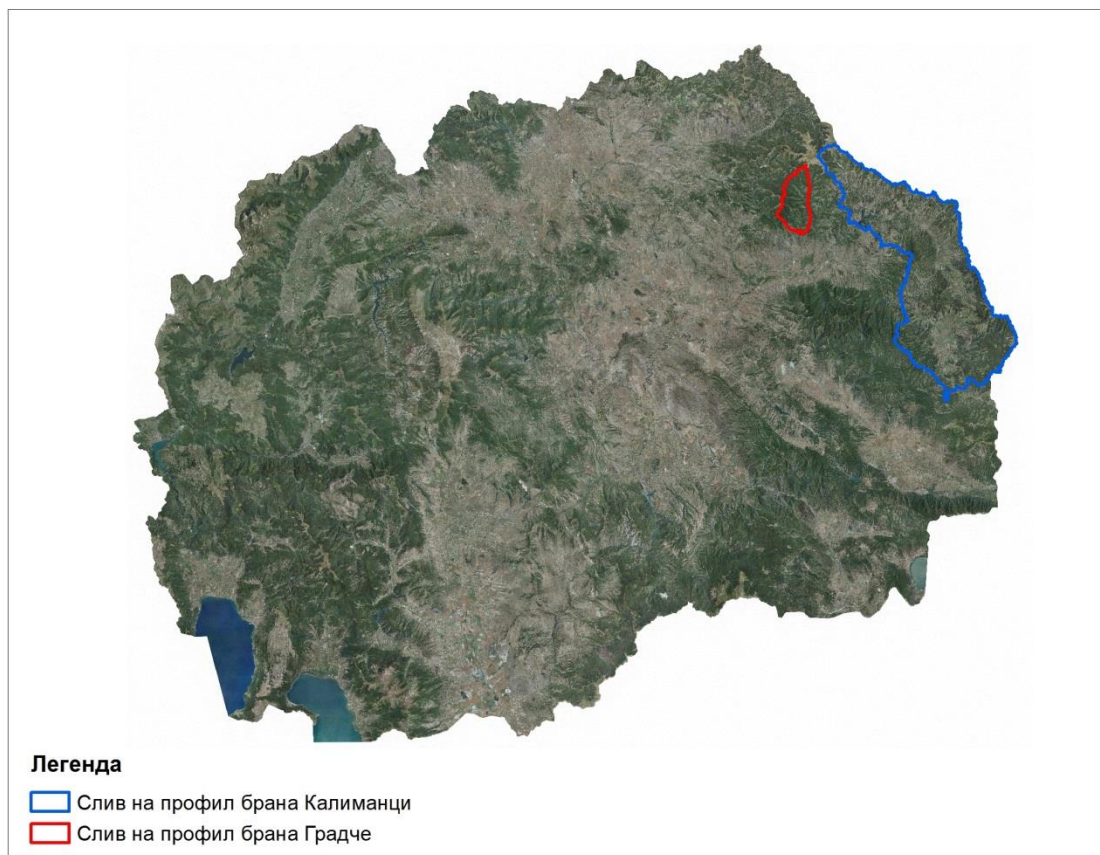 Легенда
Слив на профил брана Калиманци
Слив на профил брана Градче